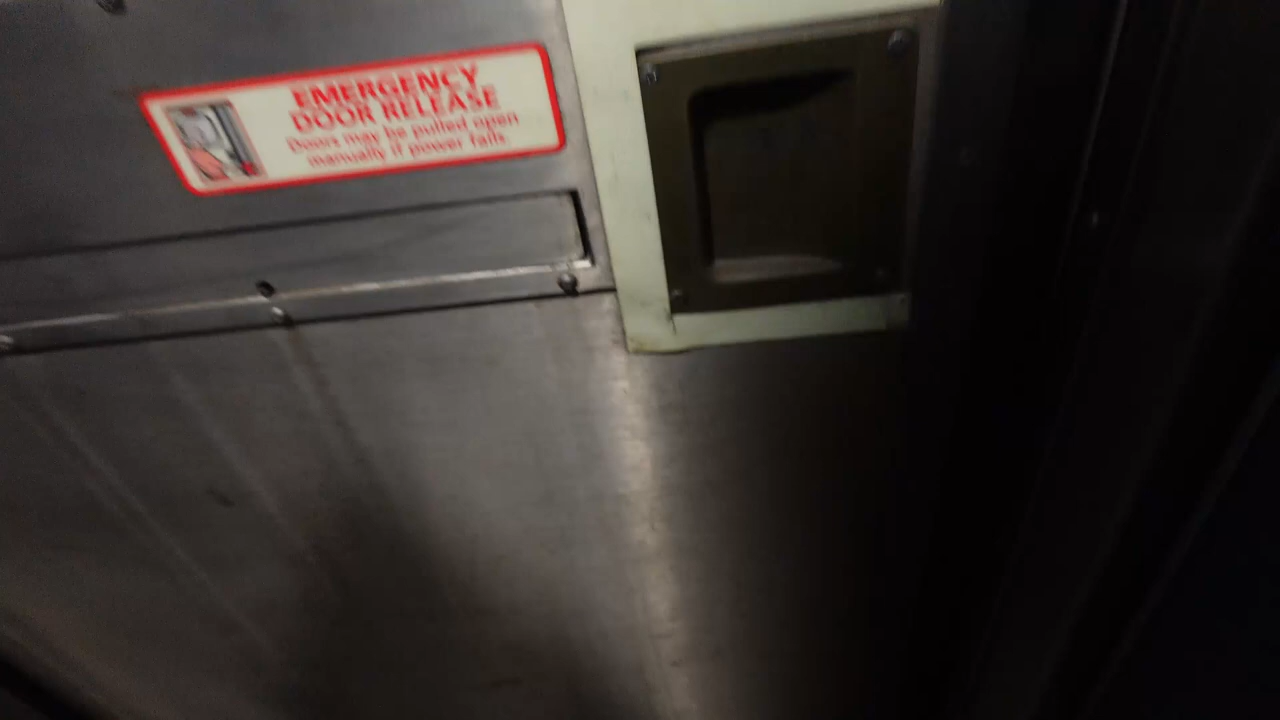 EMERGENCY
DOOR RELEASE
Doors may be pulled open
manually if power fails.